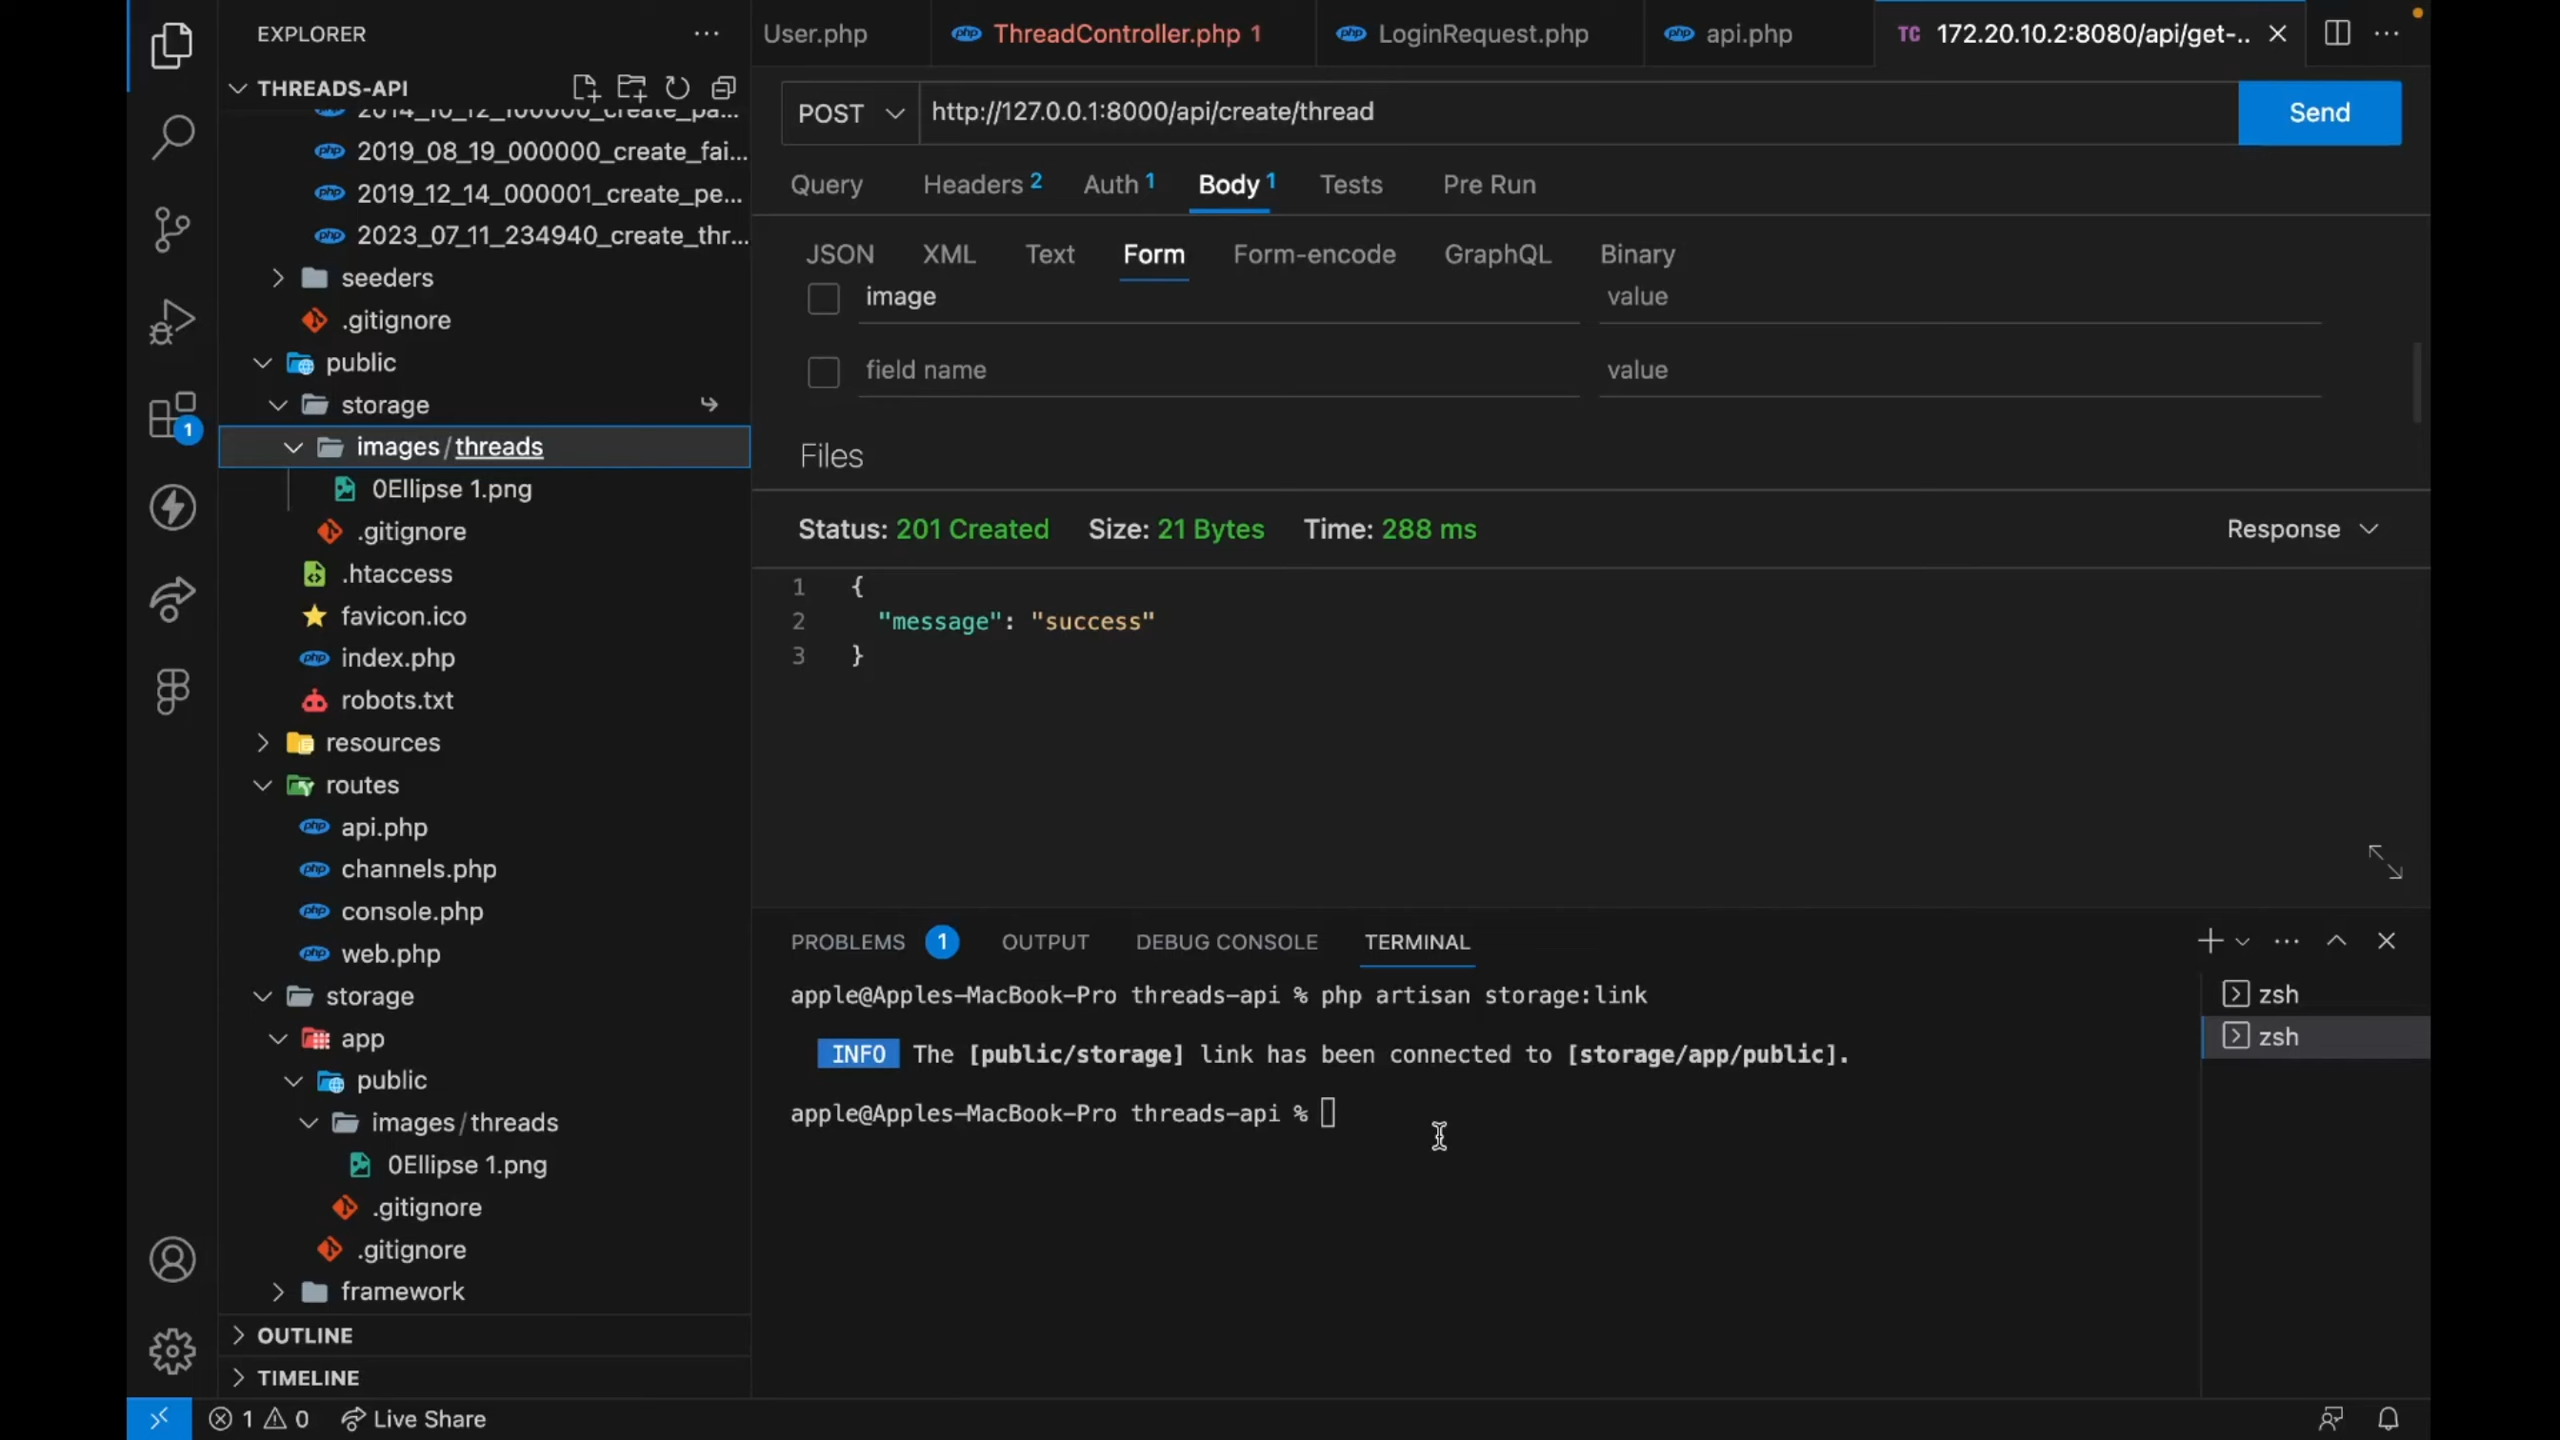 EXPLORER
THREADS-API
2014_10_12_100000_create_pa...
2019_08_19_000000_create_fai...
2019_12_14_000001_create_pe...
2023_07_11_234940_create_thr...
seeders
.gitignore
public
storage
images/threads
0Ellipse 1.png
.gitignore
.htaccess
favicon.ico
index.php
robots.txt
resources
routes
api.php
channels.php
console.php
web.php
storage
app
public
images/threads
0Ellipse 1.png
.gitignore
.gitignore
framework
OUTLINE
TIMELINE
1
User.php
php ThreadController.php 1
php LoginRequest.php
php api.php
TC 172.20.10.2:8080/api/get-..
POST http://127.0.0.1:8000/api/create/thread Send
Query Headers 2 Auth 1 Body 1 Tests Pre Run
JSON XML Text Form Form-encode GraphQL Binary
image value
field name value
Files
Status: 201 Created Size: 21 Bytes Time: 288 ms Response
1 {
2 "message": "success"
3 }
PROBLEMS 1 OUTPUT DEBUG CONSOLE TERMINAL
apple@Apples-MacBook-Pro threads-api % php artisan storage:link
INFO The [public/storage] link has been connected to [storage/app/public].
apple@Apples-MacBook-Pro threads-api %
zsh
zsh
1 0 Live Share